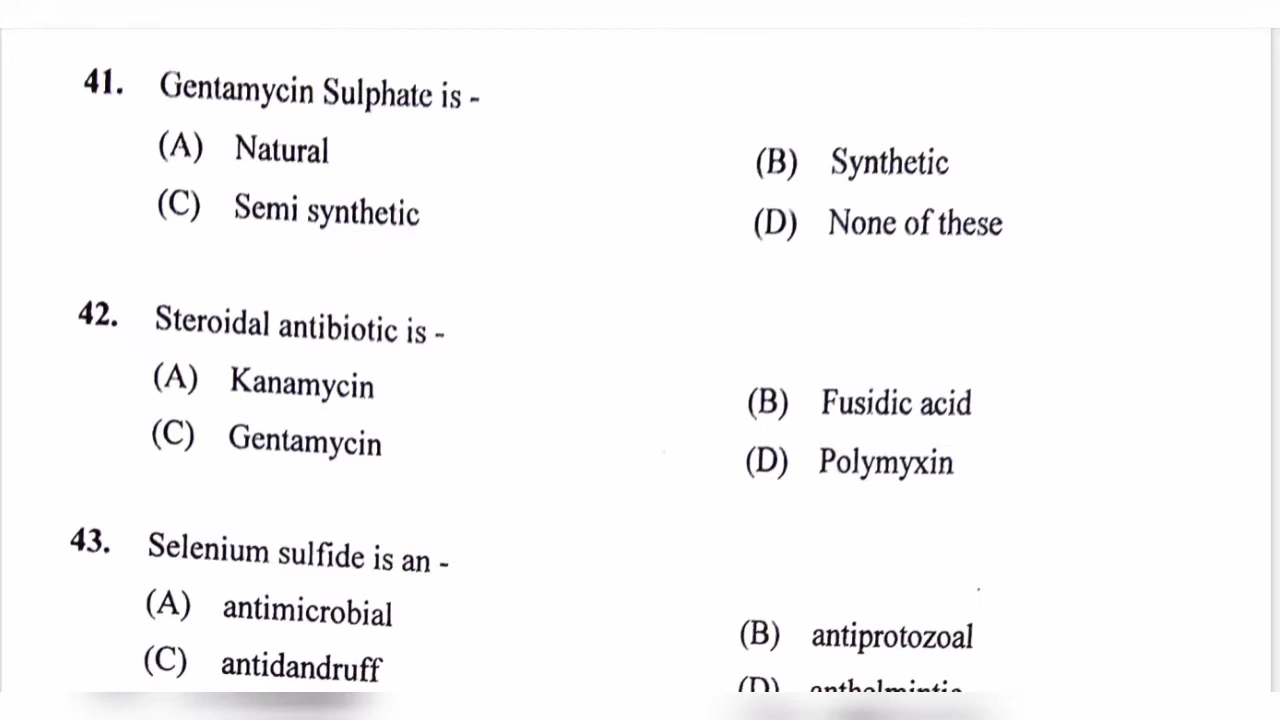 41. Gentamycin Sulphate is -
(A) Natural
(B) Synthetic
(C) Semi synthetic
(D) None of these
42. Steroidal antibiotic is -
(A) Kanamycin
(B) Fusidic acid
(C) Gentamycin
(D) Polymyxin
43. Selenium sulfide is an -
(A) antimicrobial
(B) antiprotozoal
(C) antidandruff
(D)